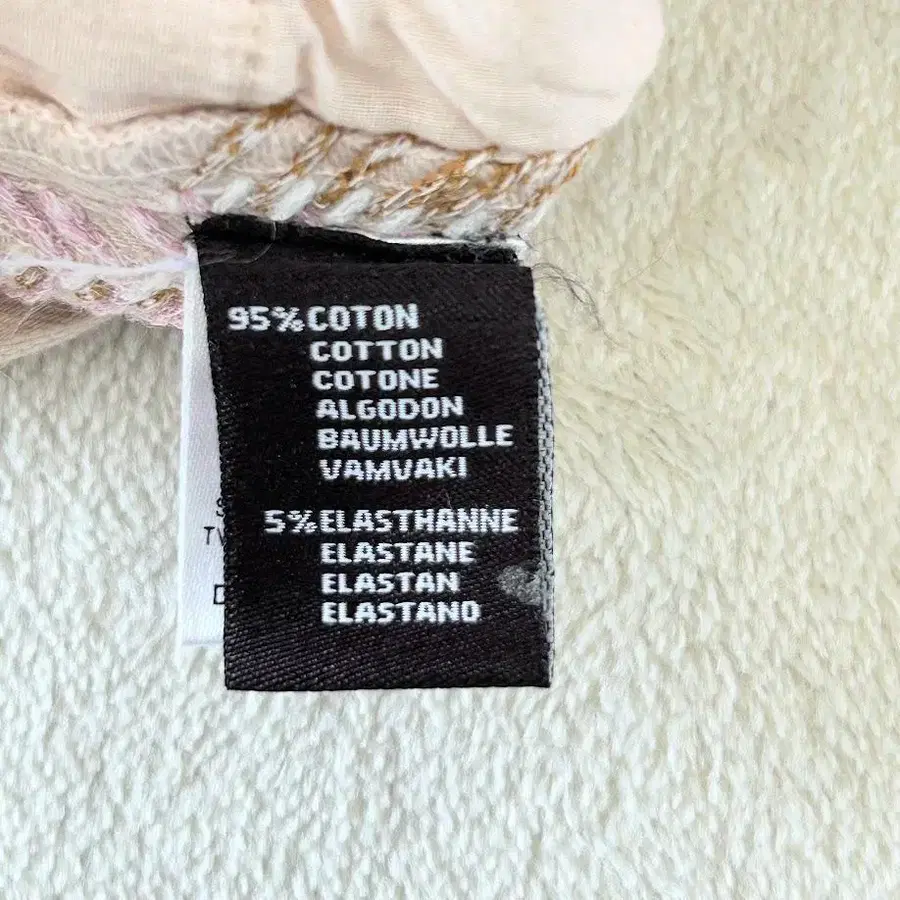 95% COTON
COTTON
COTONE
ALGODON
BAUMWOLLE
VAMVAKI
5% ELASTHANNE
ELASTANE
ELASTAN
ELASTANO